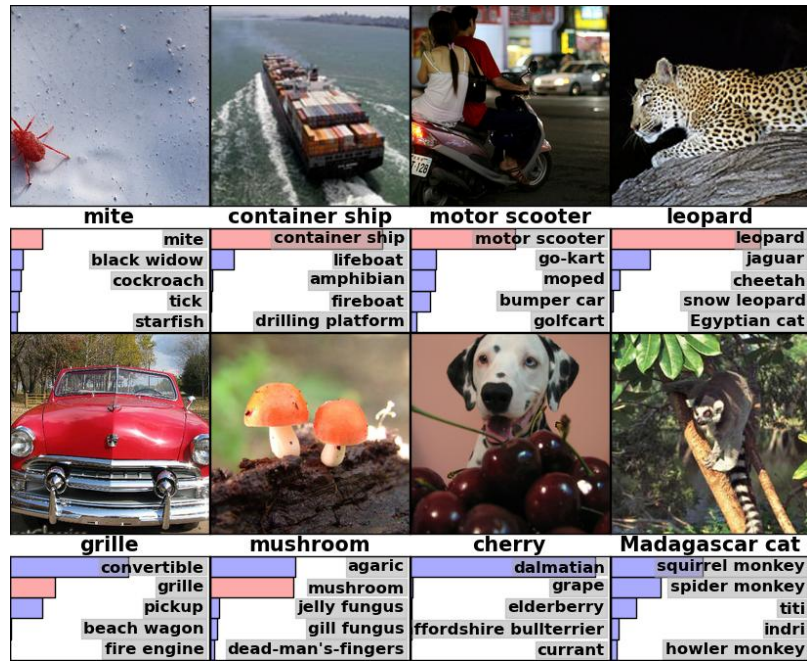 mite
container ship
motor scooter
leopard
mite
black widow
cockroach
tick
starfish
container ship
lifeboat
amphibian
fireboat
drilling platform
motor scooter
go-kart
moped
bumper car
golfcart
leopard
jaguar
cheetah
snow leopard
Egyptian cat
grille
mushroom
cherry
Madagascar cat
convertible
grille
pickup
beach wagon
fire engine
agaric
mushroom
jelly fungus
gill fungus
dead-man's-fingers
dalmatian
grape
elderberry
ffordshire bullterrier
currant
squirrel monkey
spider monkey
titi
indri
howler monkey